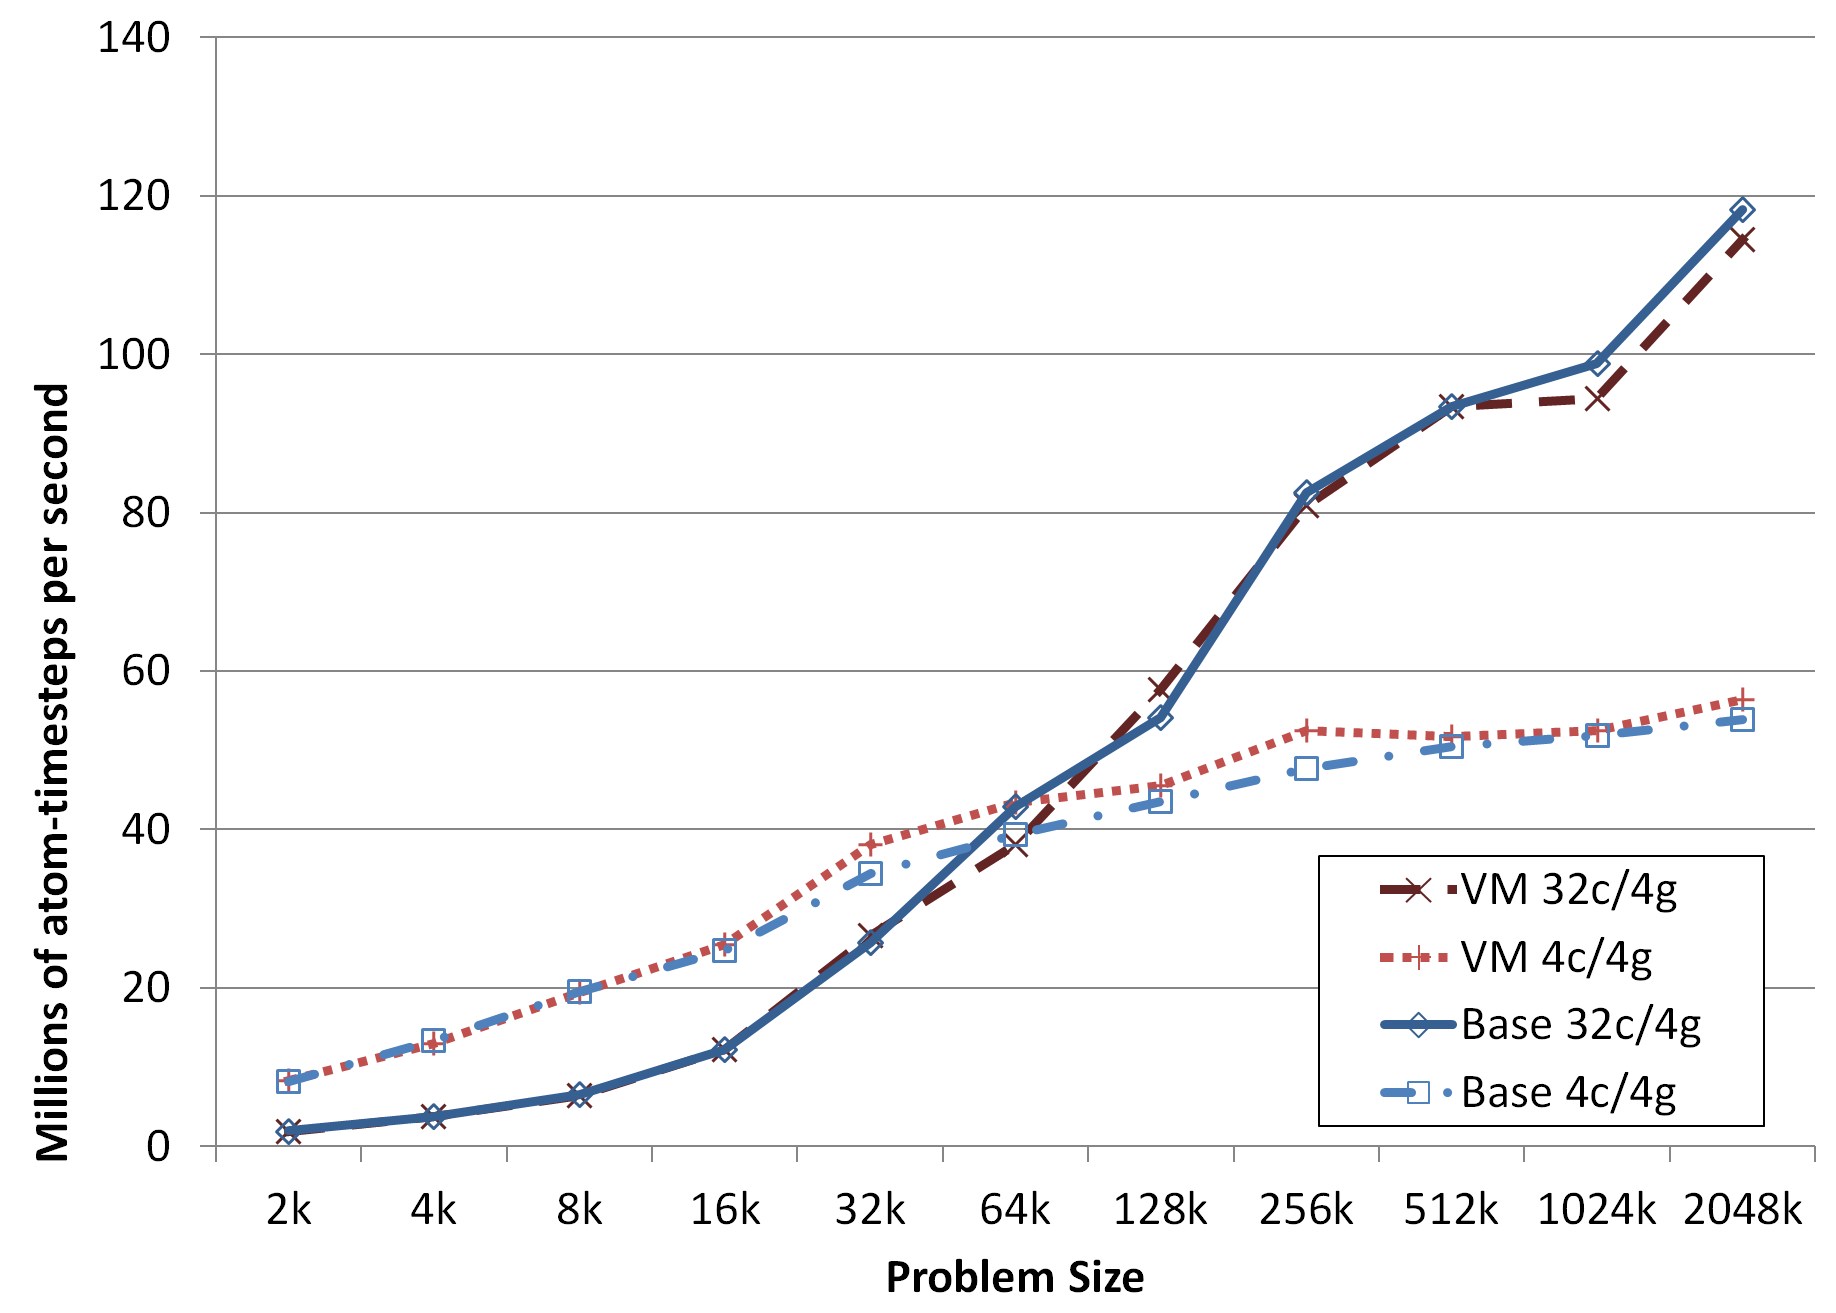 140
120
100
80
60
40
20
0
Millions of atom-timesteps per second
2k 4k 8k 16k 32k 64k 128k 256k 512k 1024k 2048k
Problem Size
VM 32c/4g
VM 4c/4g
Base 32c/4g
Base 4c/4g